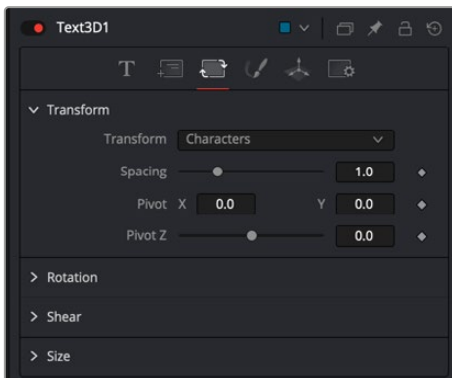 Text3D1
T
Transform
Transform Characters
Spacing 1.0
Pivot X 0.0 Y 0.0
Pivot Z 0.0
Rotation
Shear
Size